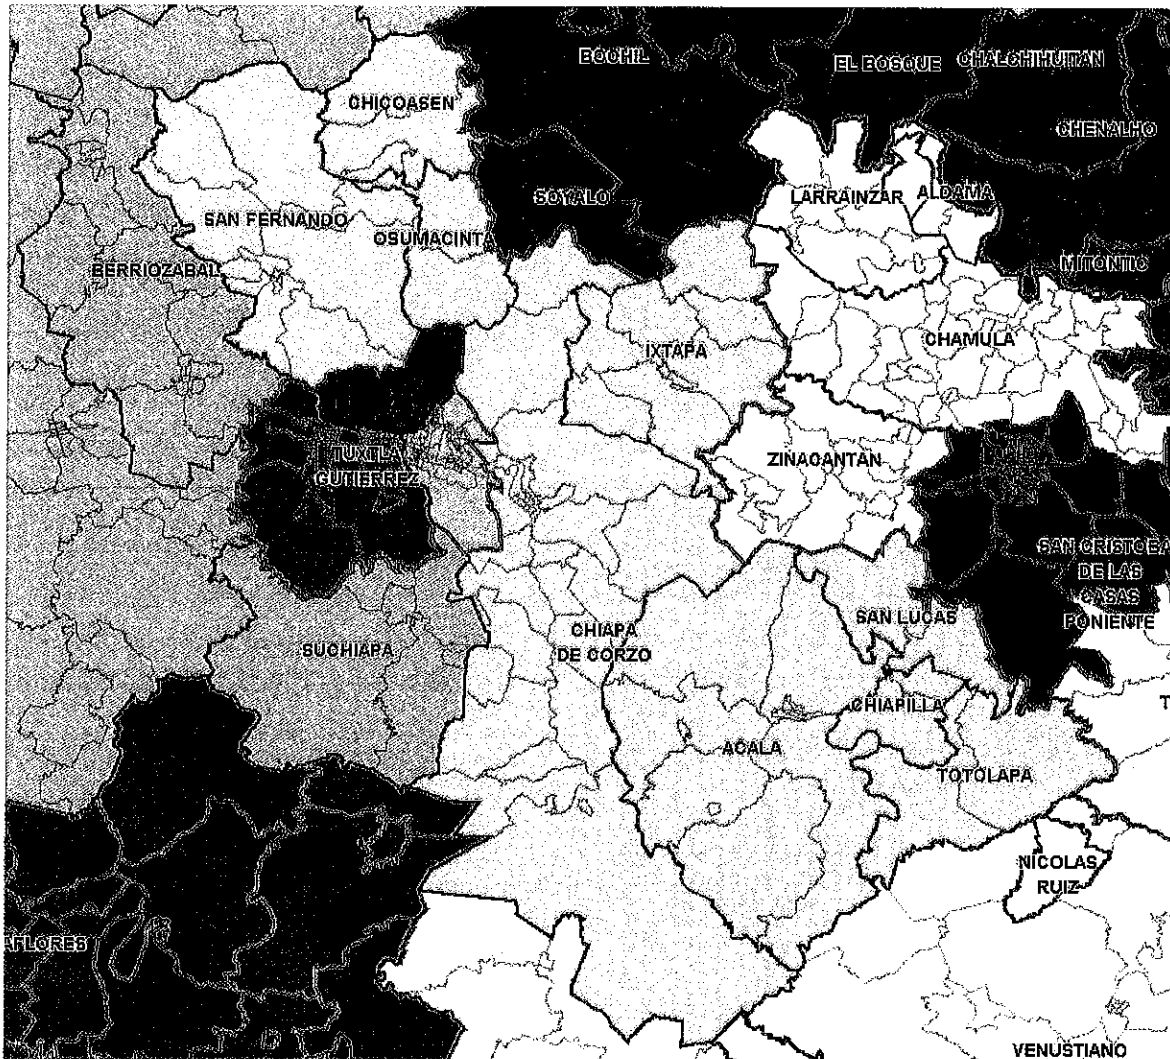 BOCHIL
EL BOSQUE
CHALCHIHUITAN
CHICOASEN
CHENALHO
SOYALO
LARRAINZAR
ALDAMA
SAN FERNANDO
OSUMACINTA
BERRIOZABAL
MITONTIC
IXTAPA
CHAMULA
TUXTLA
GUTIERREZ
ZINACANTAN
SAN CRISTOBA
DE LAS
CASAS
PONIENTE
SAN LUCAS
CHIAPA
DE CORZO
SUCHIAPA
CHIAPILLA
T
ACALA
TOTOLAPA
NICOLAS
RUIZ
AFLORES
VENUSTIANO